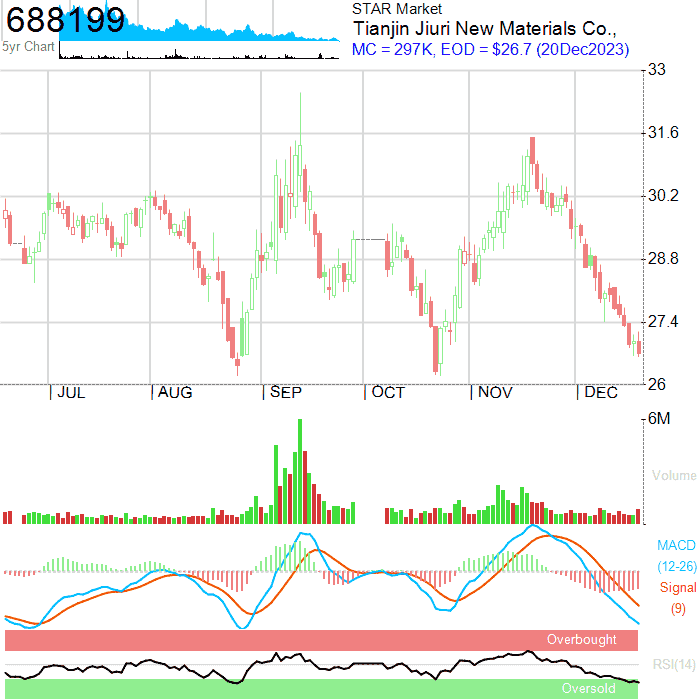 688199
5yr Chart
STAR Market
Tianjin Jiuri New Materials Co.,
MC = 297K, EOD = $26.7 (20Dec2023)
33
31.6
30.2
28.8
27.4
26
JUL AUG SEP OCT NOV DEC
6M
Volume
MACD
(12-26)
Signal
(9)
Overbought
RSI(14)
Oversold